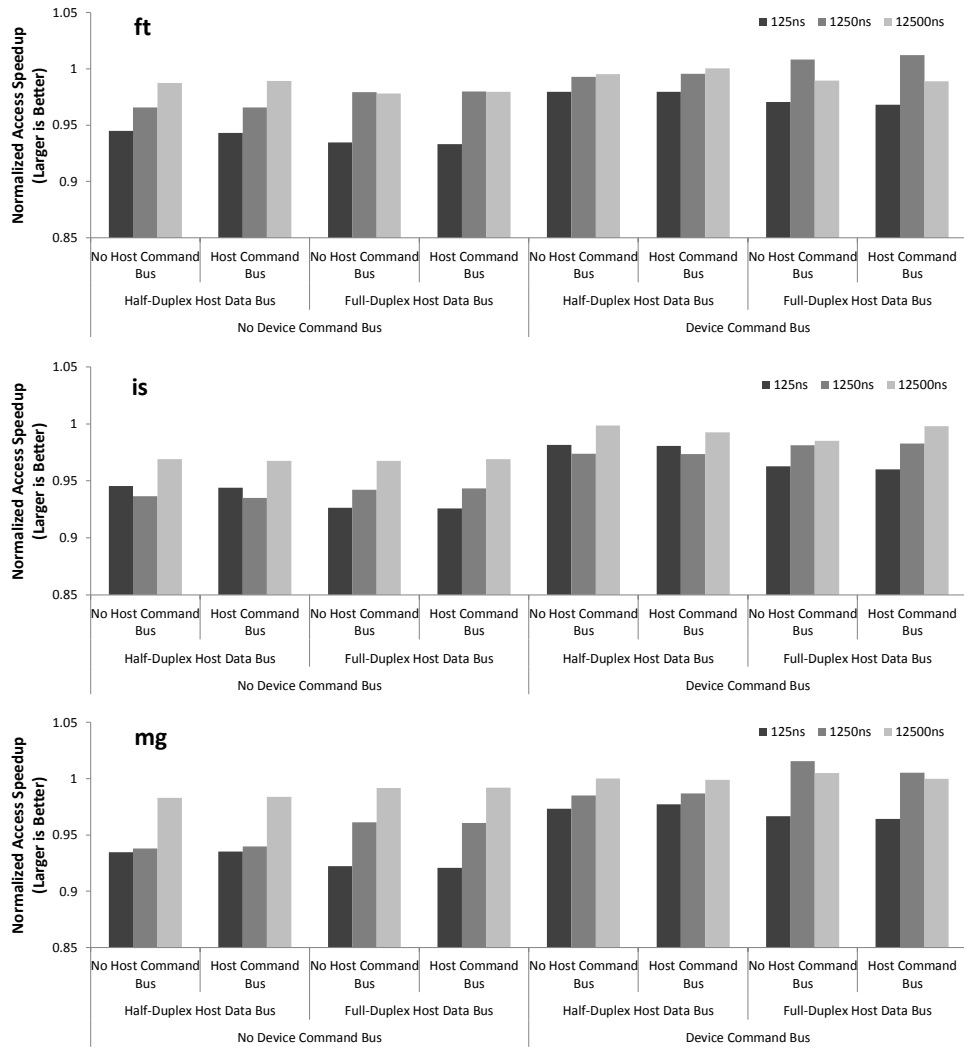 ft
125ns 1250ns 12500ns
Normalized Access Speedup
(Larger is Better)
1.05
1
0.95
0.9
0.85
No Host Command Bus
Host Command Bus
No Host Command Bus
Host Command Bus
No Host Command Bus
Host Command Bus
No Host Command Bus
Host Command Bus
Half-Duplex Host Data Bus
Full-Duplex Host Data Bus
Half-Duplex Host Data Bus
Full-Duplex Host Data Bus
No Device Command Bus
Device Command Bus
is
125ns 1250ns 12500ns
Normalized Access Speedup
(Larger is Better)
1.05
1
0.95
0.9
0.85
No Host Command Bus
Host Command Bus
No Host Command Bus
Host Command Bus
No Host Command Bus
Host Command Bus
No Host Command Bus
Host Command Bus
Half-Duplex Host Data Bus
Full-Duplex Host Data Bus
Half-Duplex Host Data Bus
Full-Duplex Host Data Bus
No Device Command Bus
Device Command Bus
mg
125ns 1250ns 12500ns
Normalized Access Speedup
(Larger is Better)
1.05
1
0.95
0.9
0.85
No Host Command Bus
Host Command Bus
No Host Command Bus
Host Command Bus
No Host Command Bus
Host Command Bus
No Host Command Bus
Host Command Bus
Half-Duplex Host Data Bus
Full-Duplex Host Data Bus
Half-Duplex Host Data Bus
Full-Duplex Host Data Bus
No Device Command Bus
Device Command Bus